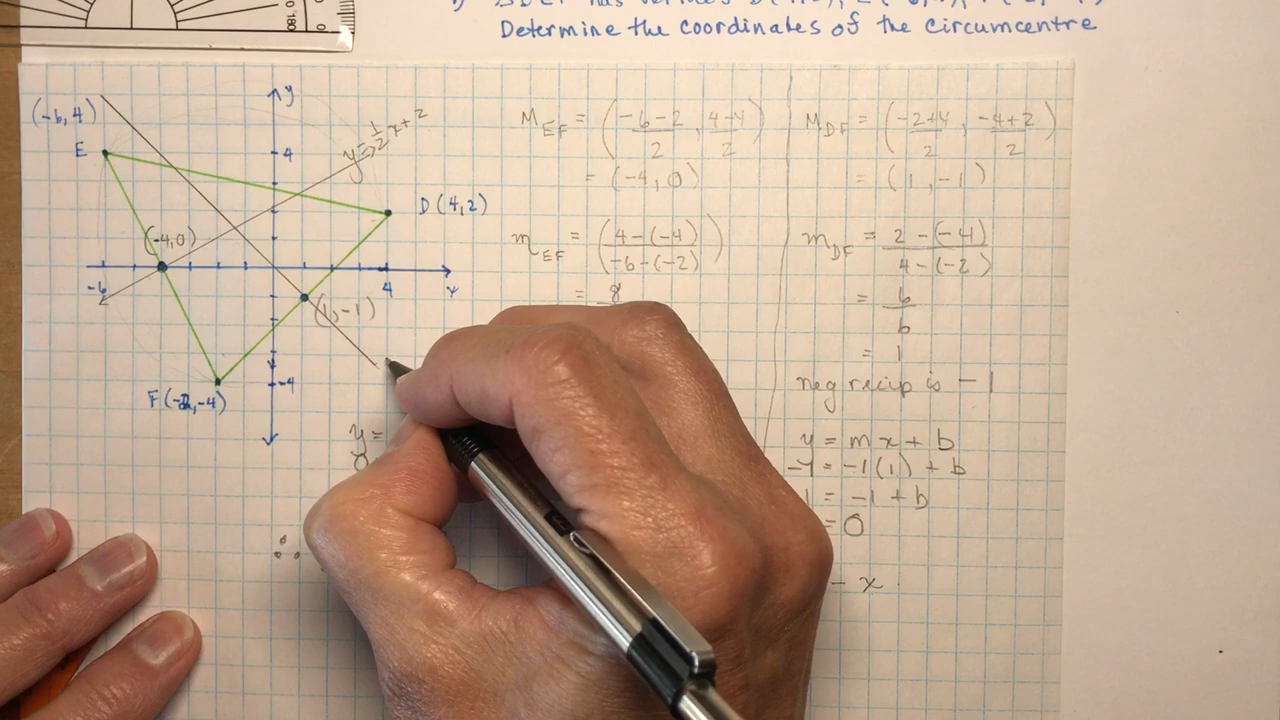 Determine the coordinates of the circumcentre
180 0
y
(-6,4)
y = 1/2 x + 2
E
4
D(4,2)
(-4,0)
-6
4
x
(1,-1)
-4
F(-2,-4)
y =
∴
M_EF = ( (-6-2)/2 , (4-4)/2 )
= (-4,0)
m_EF = ( (4-(-4))/(-6-(-2)) )
= 8
M_DF = ( (-2+4)/2 , (-4+2)/2 )
= (1,-1)
m_DF = (2-(-4))/(4-(-2))
= 6/6
= 1
neg recip is -1
y = mx + b
-1 = -1(1) + b
1 = -1 + b
= 0
- x